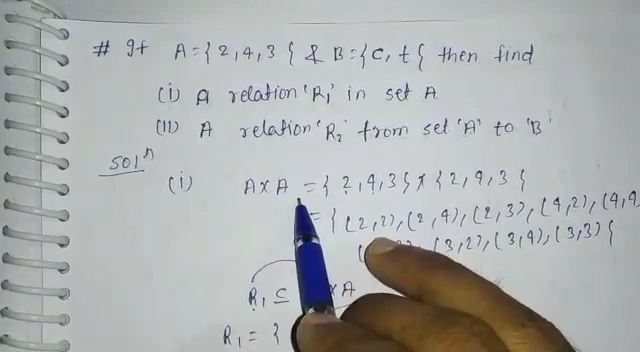 # If A = { 2, 4, 3 { & B = { C, t { then find
(i) A relation 'R₁' in set A
(II) A relation 'R₂' from set 'A' to 'B'
Solⁿ
(i) A×A = { 2, 4, 3 } × { 2, 4, 3 {
= { (2,2), (2,4), (2,3), (4,2), (4,4
(3,2), (3,4), (3,3) {
R₁ ⊆ ×A
R₁ = {